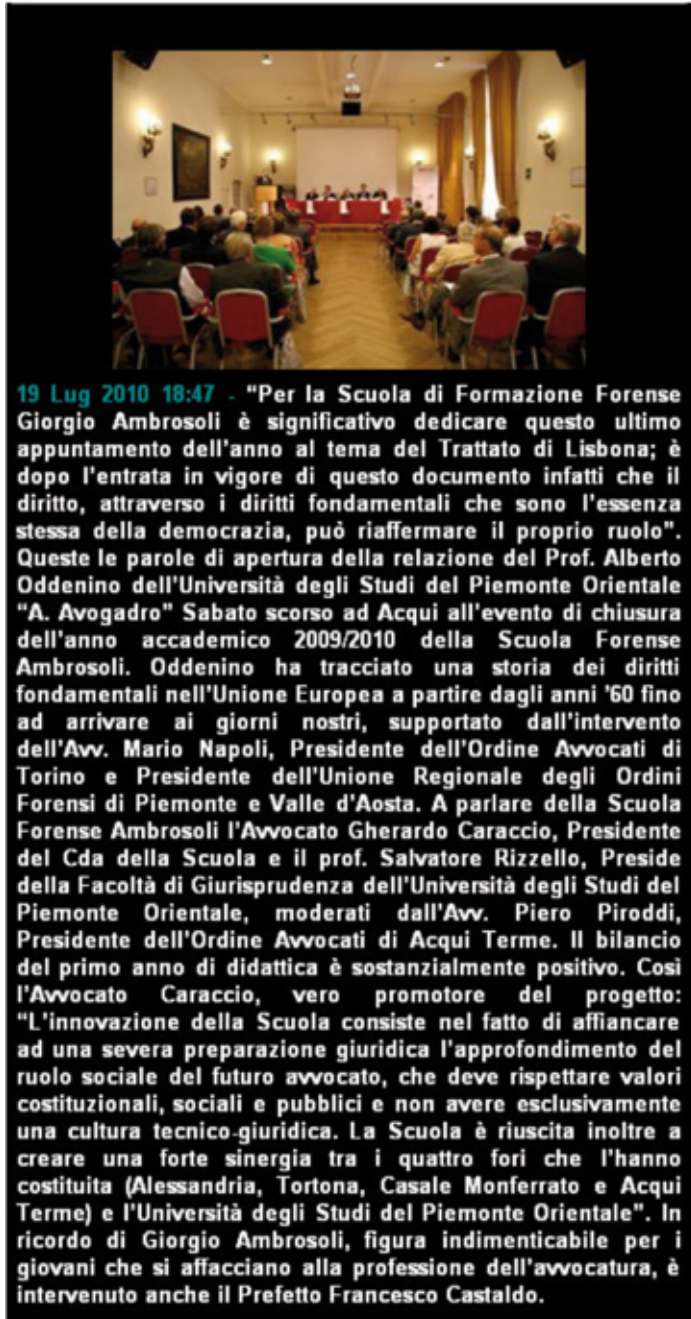 19 Lug 2010 18:47 - “Per la Scuola di Formazione Forense
Giorgio Ambrosoli è significativo dedicare questo ultimo
appuntamento dell'anno al tema del Trattato di Lisbona; è
dopo l'entrata in vigore di questo documento infatti che il
diritto, attraverso i diritti fondamentali che sono l'essenza
stessa della democrazia, può riaffermare il proprio ruolo”.
Queste le parole di apertura della relazione del Prof. Alberto
Oddenino dell'Università degli Studi del Piemonte Orientale
“A. Avogadro” Sabato scorso ad Acqui all'evento di chiusura
dell'anno accademico 2009/2010 della Scuola Forense
Ambrosoli. Oddenino ha tracciato una storia dei diritti
fondamentali nell'Unione Europea a partire dagli anni '60 fino
ad arrivare ai giorni nostri, supportato dall'intervento
dell'Avv. Mario Napoli, Presidente dell'Ordine Avvocati di
Torino e Presidente dell'Unione Regionale degli Ordini
Forensi di Piemonte e Valle d'Aosta. A parlare della Scuola
Forense Ambrosoli l'Avvocato Gherardo Caraccio, Presidente
del Cda della Scuola e il prof. Salvatore Rizzello, Preside
della Facoltà di Giurisprudenza dell'Università degli Studi del
Piemonte Orientale, moderati dall'Avv. Piero Piroddi,
Presidente dell'Ordine Avvocati di Acqui Terme. Il bilancio
del primo anno di didattica è sostanzialmente positivo. Così
l'Avvocato Caraccio, vero promotore del progetto:
“L'innovazione della Scuola consiste nel fatto di affiancare
ad una severa preparazione giuridica l'approfondimento del
ruolo sociale del futuro avvocato, che deve rispettare valori
costituzionali, sociali e pubblici e non avere esclusivamente
una cultura tecnico-giuridica. La Scuola è riuscita inoltre a
creare una forte sinergia tra i quattro fori che l'hanno
costituita (Alessandria, Tortona, Casale Monferrato e Acqui
Terme) e l'Università degli Studi del Piemonte Orientale”. In
ricordo di Giorgio Ambrosoli, figura indimenticabile per i
giovani che si affacciano alla professione dell'avvocatura, è
intervenuto anche il Prefetto Francesco Castaldo.